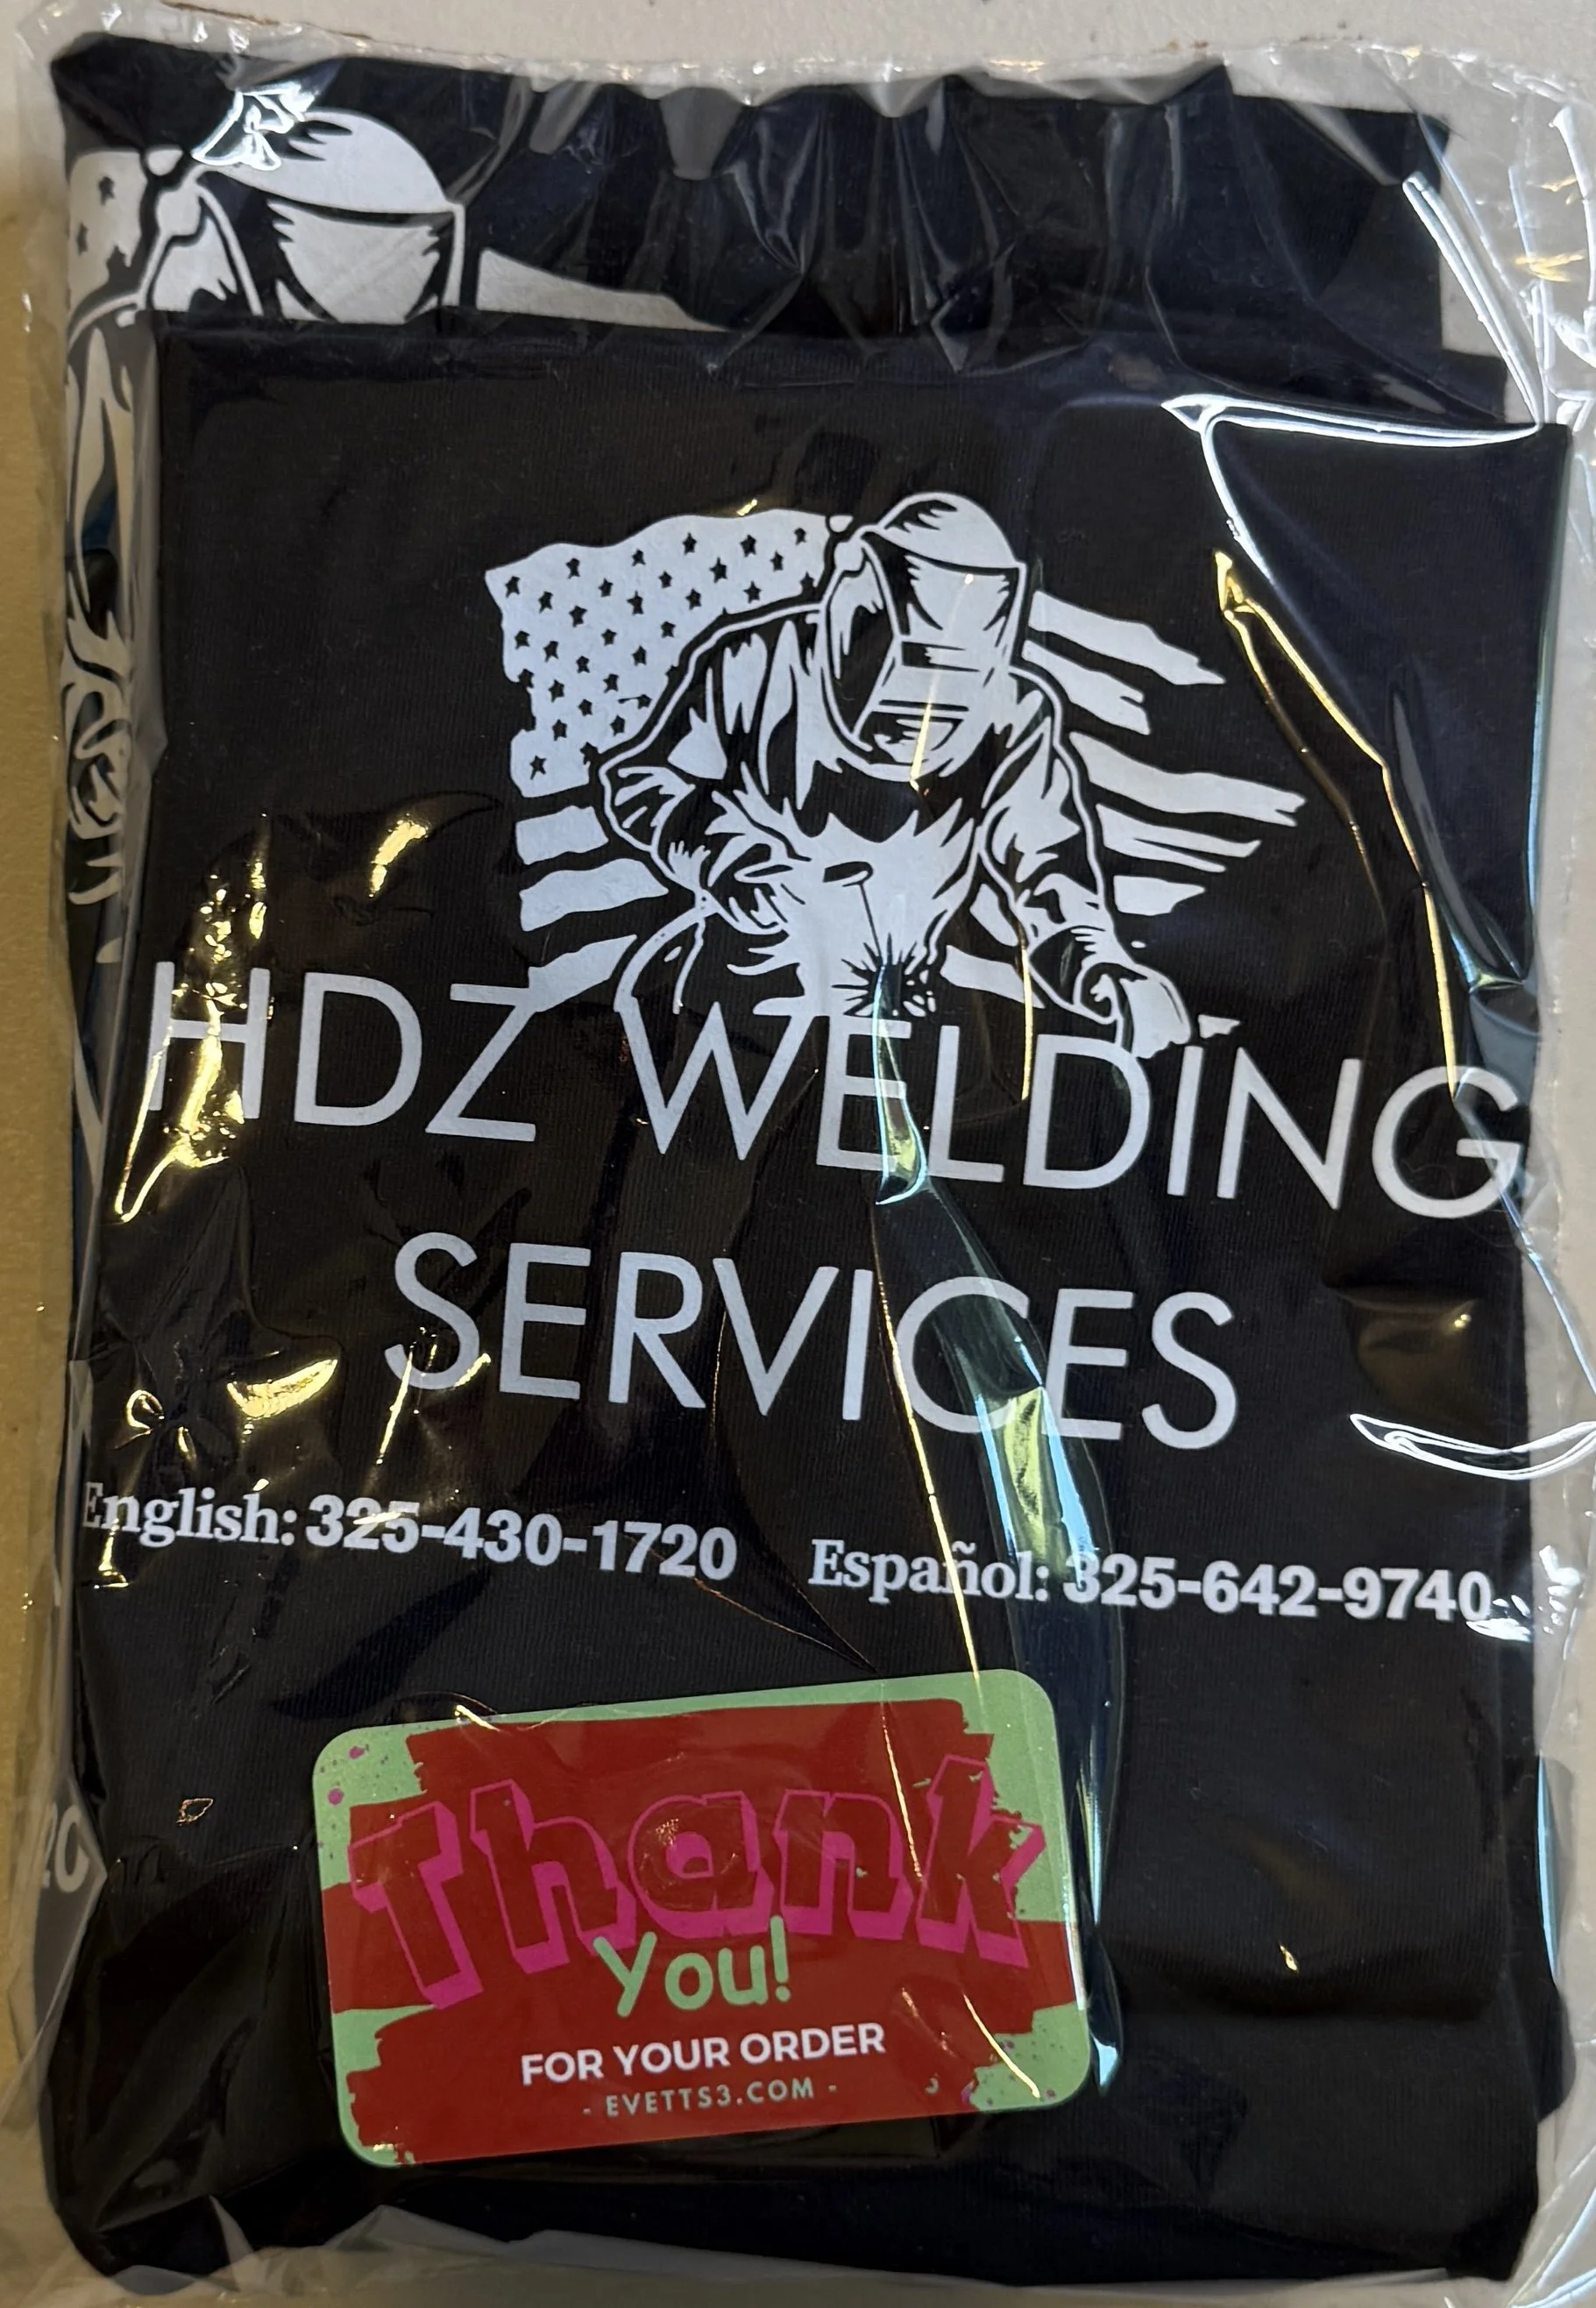 HDZ WELDING
SERVICES
English: 325-430-1720 Español: 325-642-9740
Thank
You!
FOR YOUR ORDER
- EVETTS3.COM -